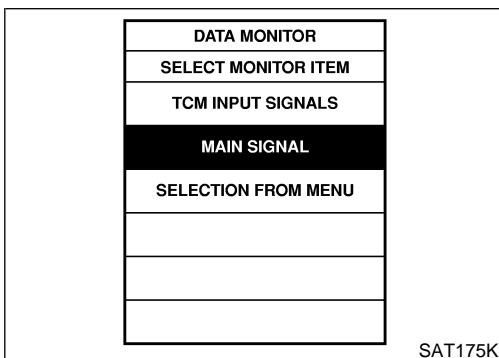 DATA MONITOR
SELECT MONITOR ITEM
TCM INPUT SIGNALS
MAIN SIGNAL
SELECTION FROM MENU
SAT175K